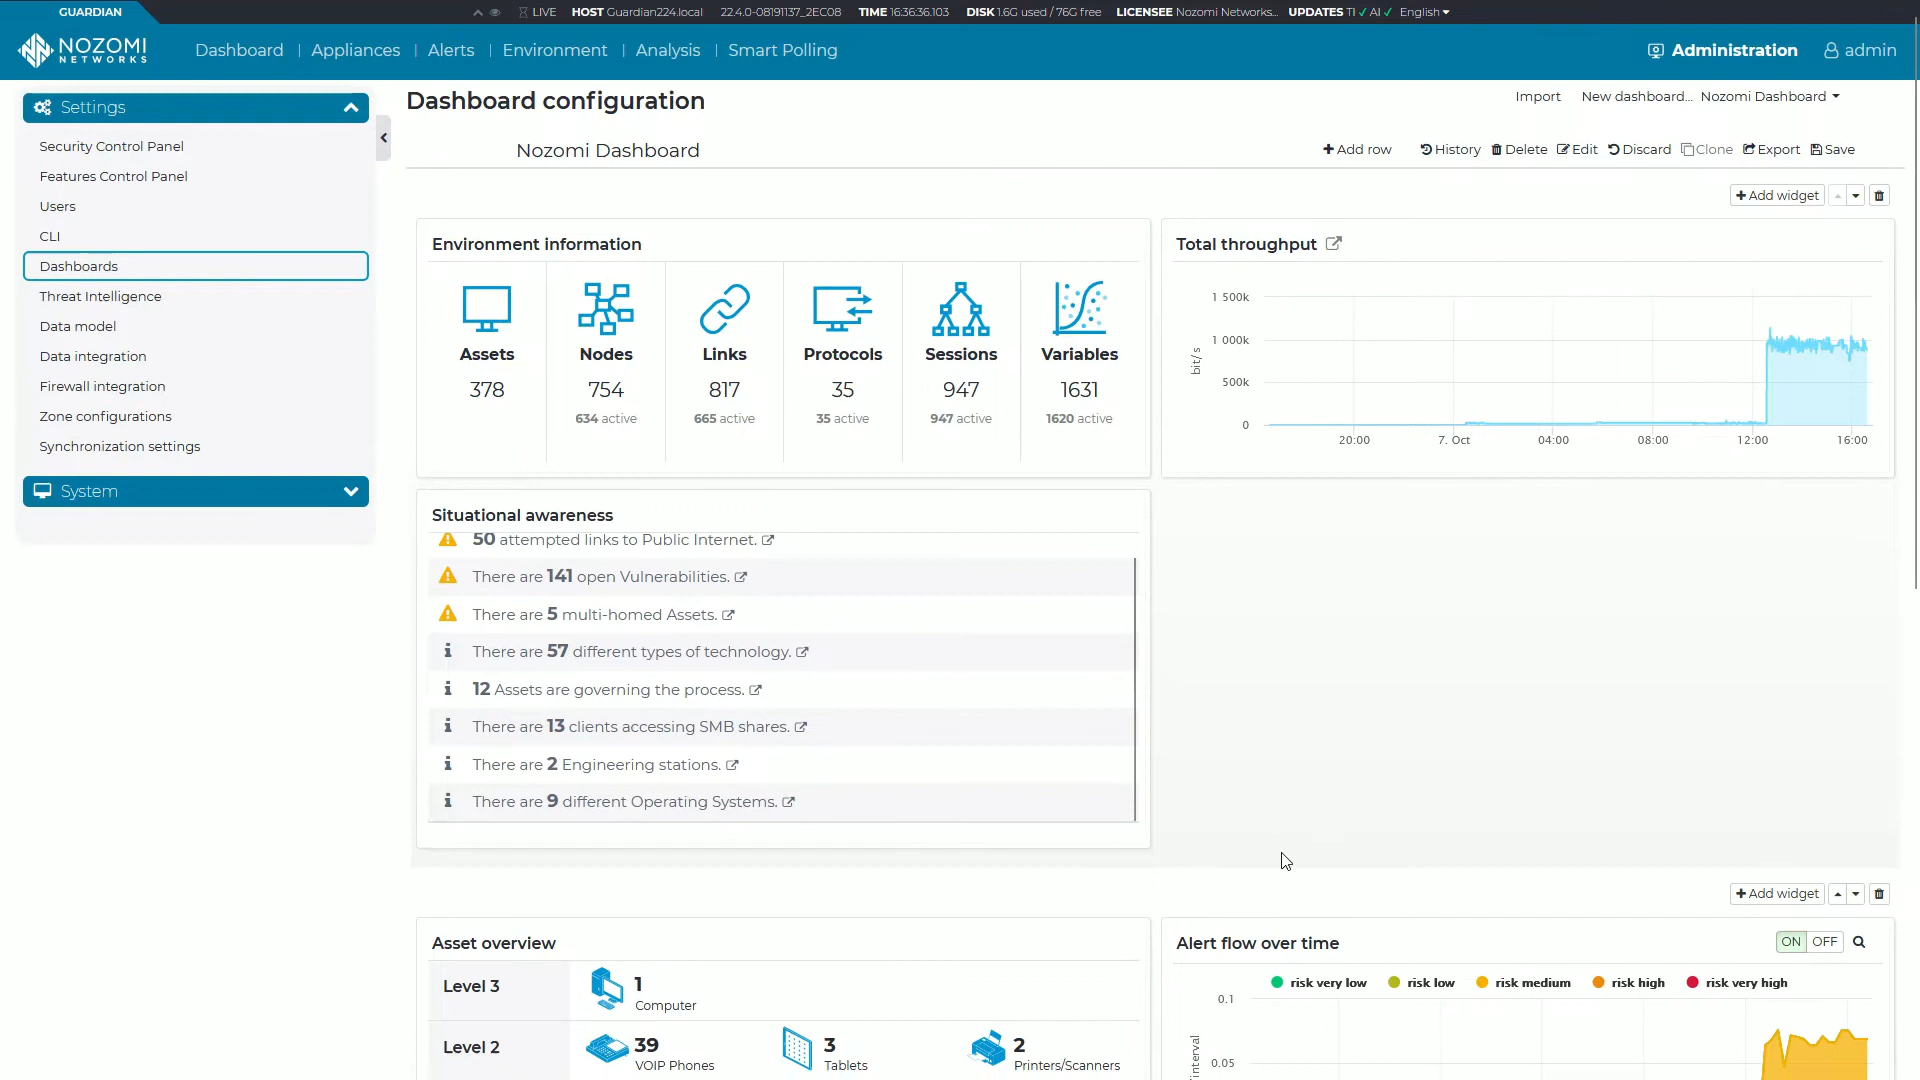 GUARDIAN
LIVE HOST Guardian224.local 22.4.0-08191137_2EC08 TIME 16:36:36.103 DISK 1.6G used / 76G free LICENSEE Nozomi Networks... UPDATES TI ✓ AI ✓ English
NOZOMI
NETWORKS
Dashboard | Appliances | Alerts | Environment | Analysis | Smart Polling
Administration admin
Settings
Security Control Panel
Features Control Panel
Users
CLI
Dashboards
Threat Intelligence
Data model
Data integration
Firewall integration
Zone configurations
Synchronization settings
System
Dashboard configuration
Import New dashboard... Nozomi Dashboard
Nozomi Dashboard
+ Add row History Delete Edit Discard Clone Export Save
+ Add widget
Environment information
Assets Nodes Links Protocols Sessions Variables
378 754 817 35 947 1631
634 active 665 active 35 active 947 active 1620 active
Total throughput
bit/s
1 500k
1 000k
500k
0
20:00 7. Oct 04:00 08:00 12:00 16:00
Situational awareness
50 attempted links to Public Internet.
There are 141 open Vulnerabilities.
There are 5 multi-homed Assets.
There are 57 different types of technology.
12 Assets are governing the process.
There are 13 clients accessing SMB shares.
There are 2 Engineering stations.
There are 9 different Operating Systems.
+ Add widget
Asset overview
Level 3
1
Computer
Level 2
39
VOIP Phones
3
Tablets
2
Printers/Scanners
Alert flow over time
ON OFF
risk very low risk low risk medium risk high risk very high
0.1
0.05
interval